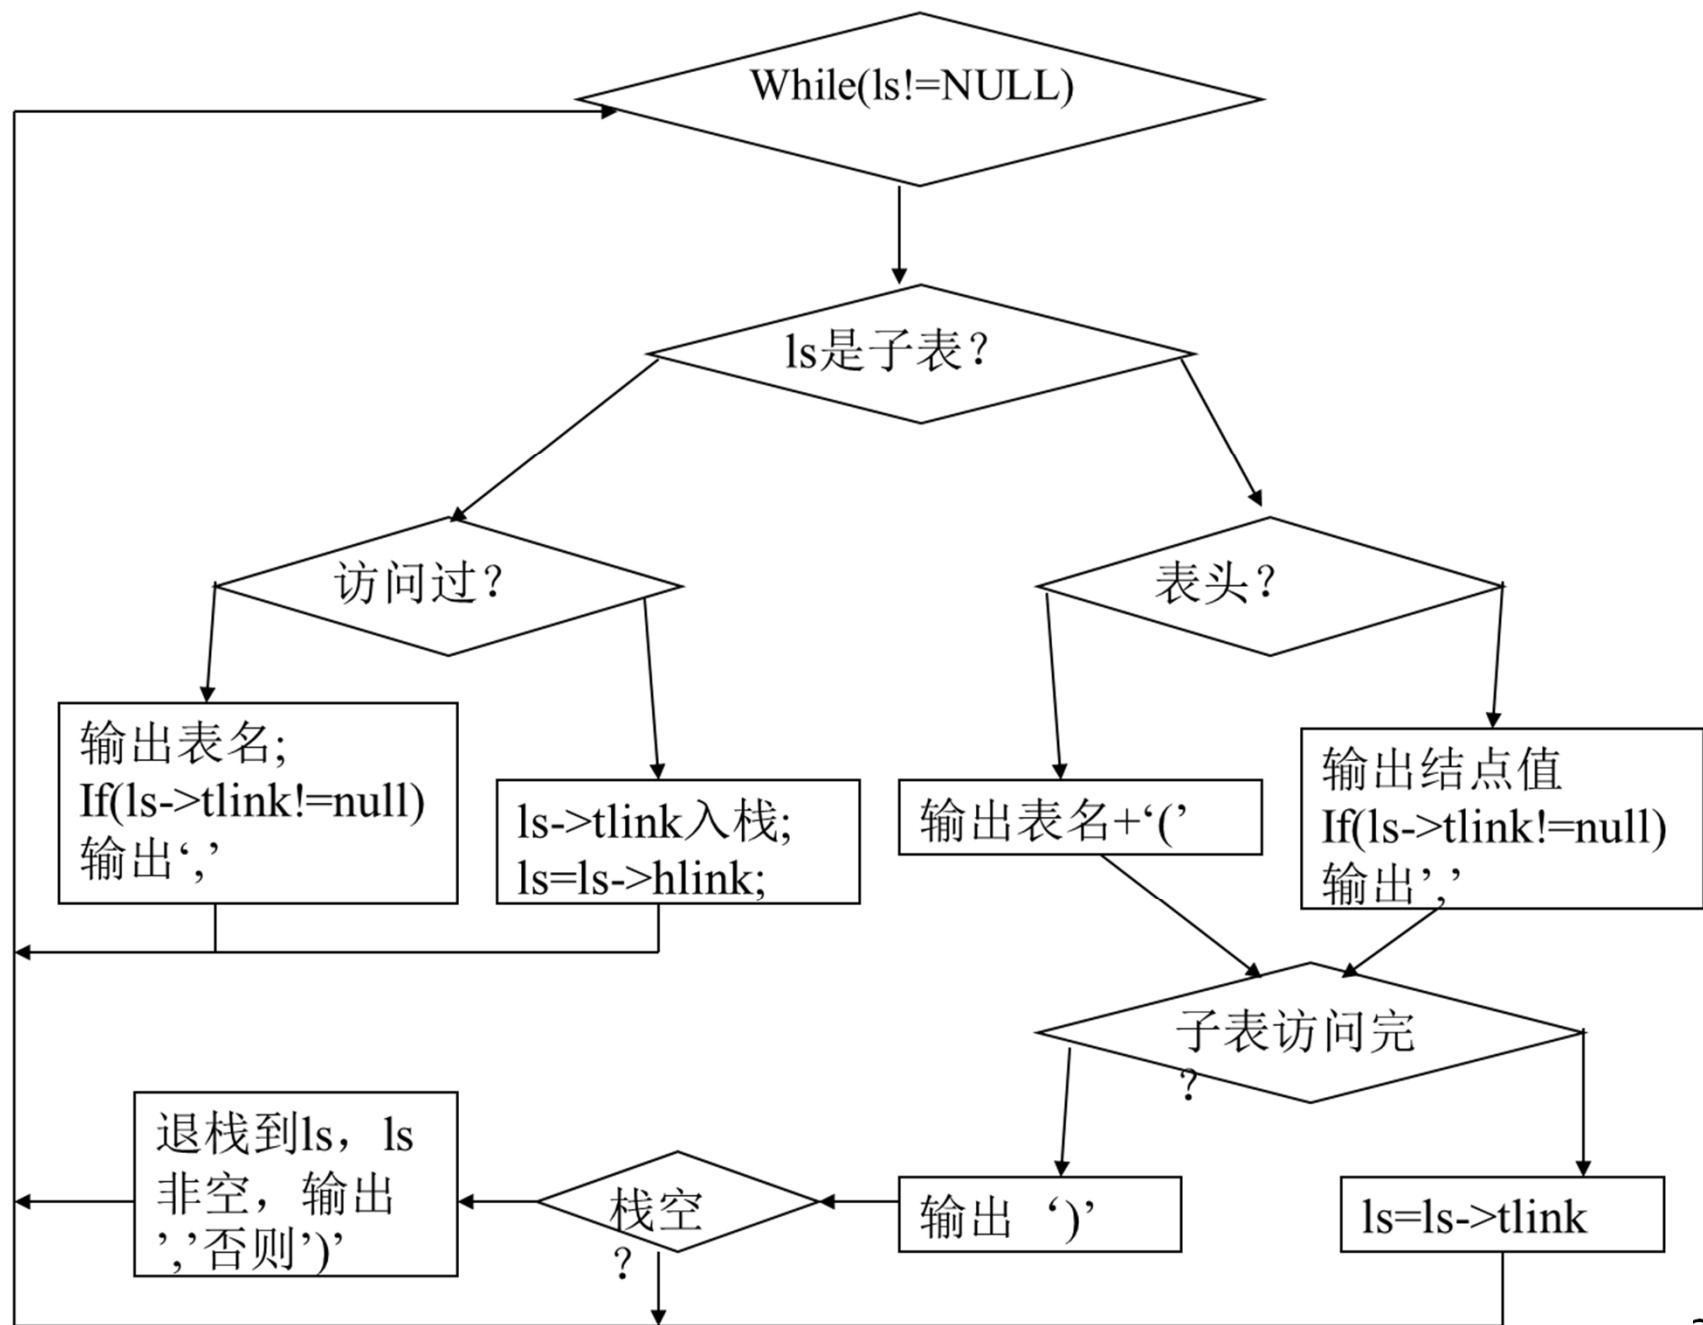 While(ls!=NULL)
ls是子表?
访问过?
表头?
输出表名;
If(ls->tlink!=null)
输出‘,’
ls->tlink入栈;
ls=ls->hlink;
输出表名+‘(’
输出结点值
If(ls->tlink!=null)
输出’,’
子表访问完
?
退栈到ls，ls
非空，输出
’,’否则’)’
栈空
?
输出‘)’
ls=ls->tlink